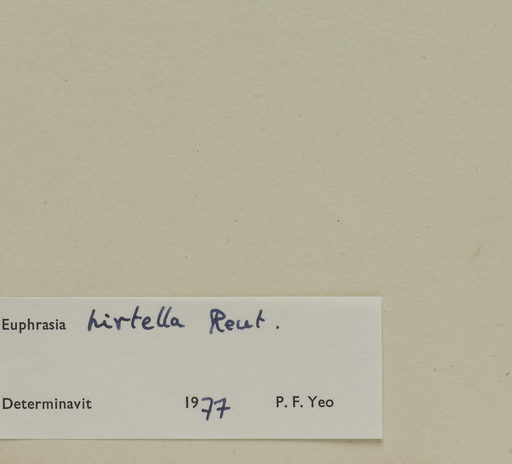 Euphrasia hirtella Reut.
Determinavit 1977 P. F. Yeo